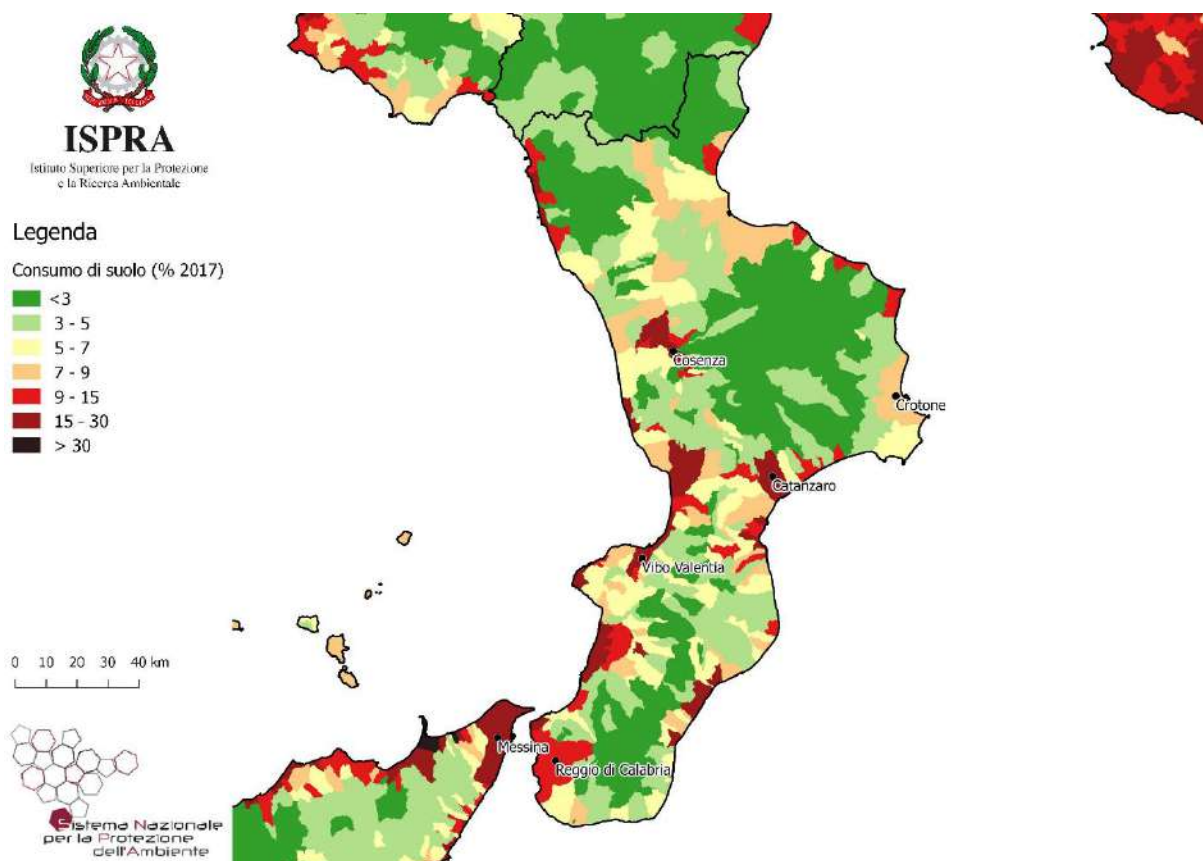 ISPRA
Istituto Superiore per la Protezione
e la Ricerca Ambientale
Legenda
Consumo di suolo (% 2017)
<3
3 - 5
5 - 7
7 - 9
9 - 15
15 - 30
> 30
Cosenza
Crotone
Catanzaro
Vibo Valentia
Messina
Reggio di Calabria
0 10 20 30 40 km
Sistema Nazionale
per la Protezione
dell'Ambiente